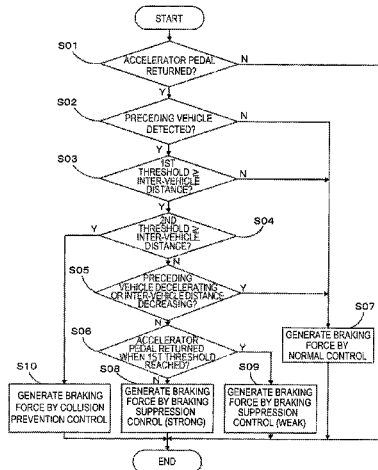 START
S01
ACCELERATOR PEDAL
RETURNED?
N
Y
S02
PRECEDING VEHICLE
DETECTED?
N
Y
S03
1ST
THRESHOLD ≧
INTER-VEHICLE
DISTANCE?
N
Y
2ND
THRESHOLD ≧
INTER-VEHICLE
DISTANCE?
S04
Y
N
S05
PRECEDING
VEHICLE DECELERATING
OR INTER-VEHICLE DISTANCE
DECREASING?
Y
N
S06
ACCELERATOR
PEDAL RETURNED
WHEN 1ST THRESHOLD
REACHED?
Y
N
S07
GENERATE BRAKING
FORCE BY
NORMAL CONTROL
S10
GENERATE BRAKING
FORCE BY COLLISION
PREVENTION CONTROL
S08
GENERATE BRAKING
FORCE BY BRAKING
SUPPRESSION
CONROL (STRONG)
S09
GENERATE BRAKING
FORCE BY BRAKING
SUPPRESSION
CONTROL (WEAK)
END